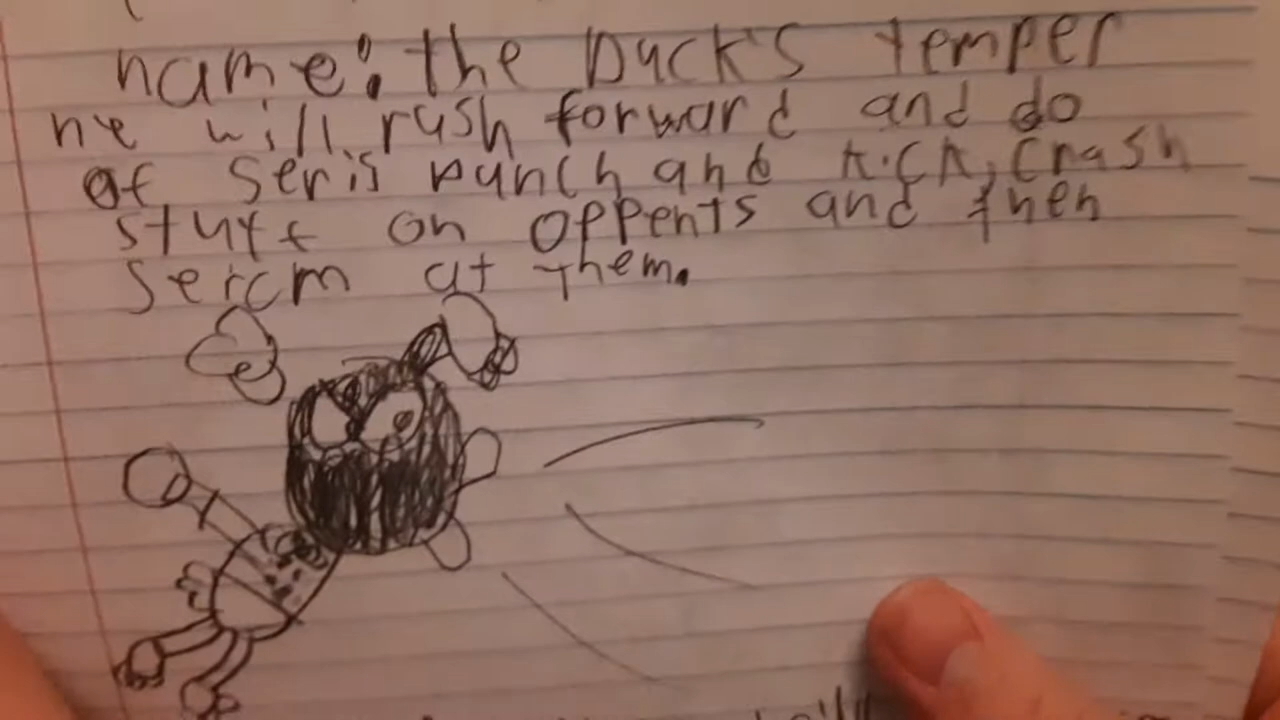 name: the Duck's temper
he will rush forward and do
of seris punch and kick, crash
stuff on oppents and then
sercm at them.